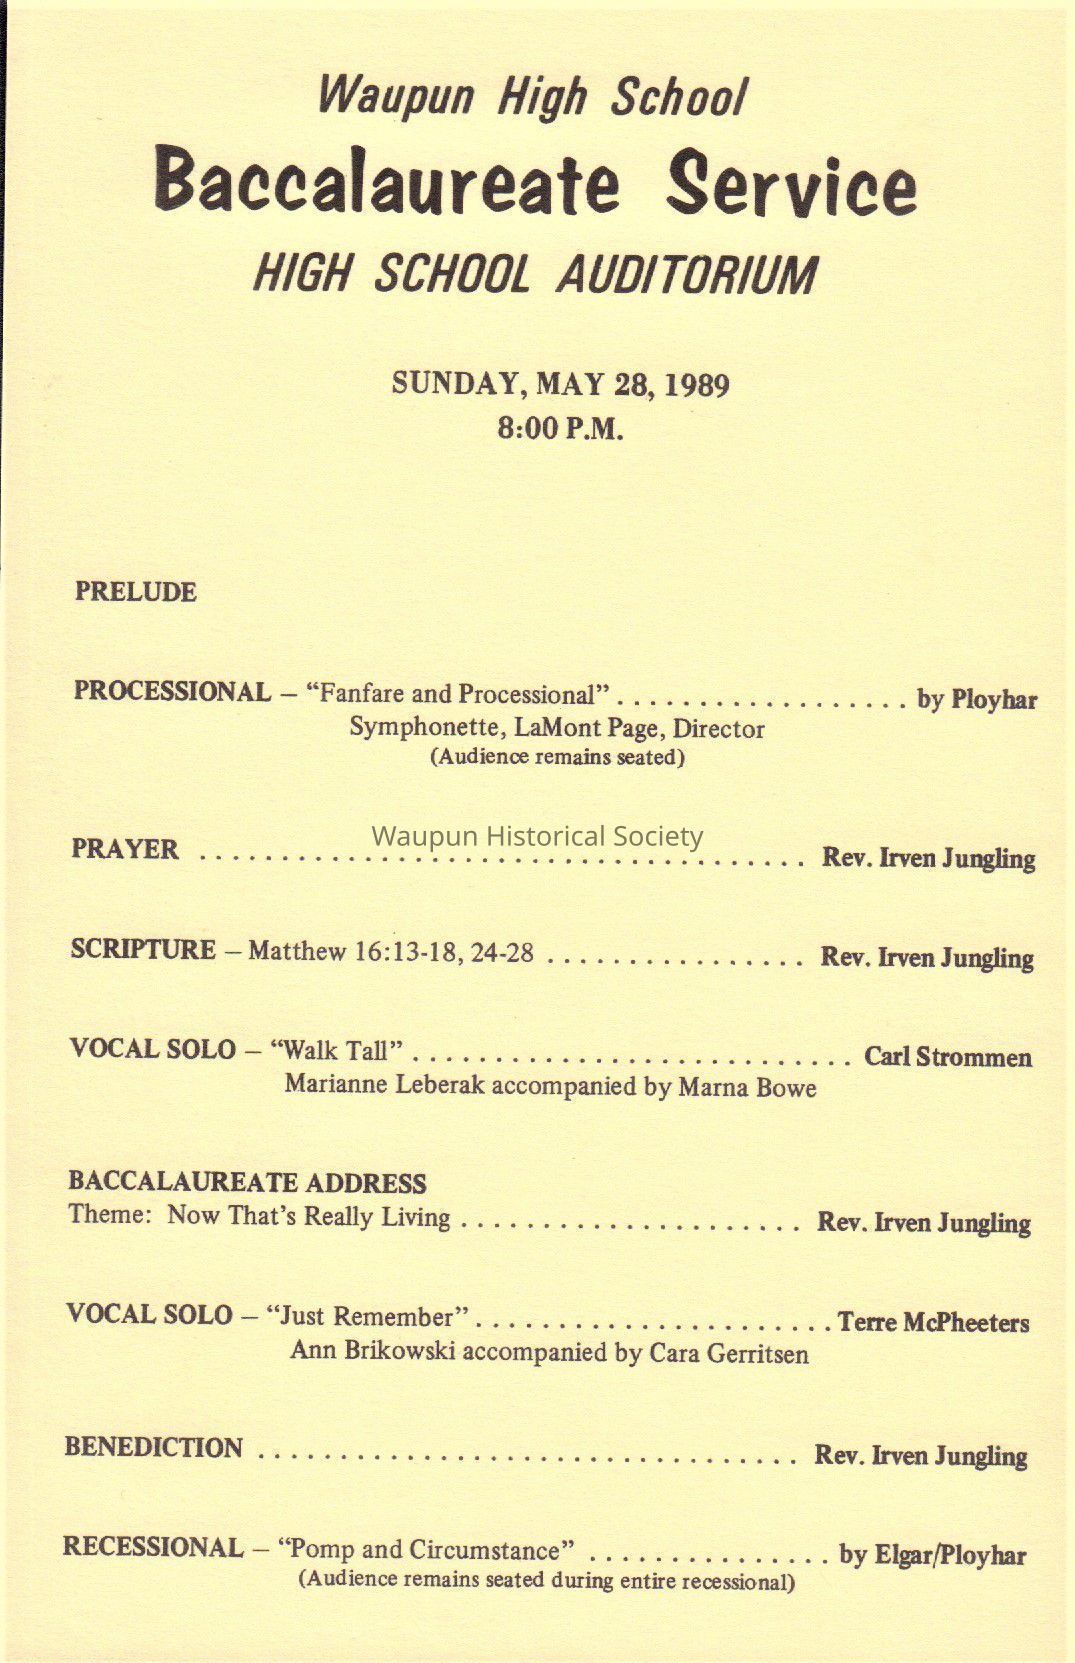 Waupun High School
Baccalaureate Service
HIGH SCHOOL AUDITORIUM
SUNDAY, MAY 28, 1989
8:00 P.M.
PRELUDE
PROCESSIONAL – “Fanfare and Processional” . . . . . . . . . . . . . . . . . . by Ployhar
Symphonette, LaMont Page, Director
(Audience remains seated)
Waupun Historical Society
PRAYER . . . . . . . . . . . . . . . . . . . . . . . . . . . . . . . . . . . . . . Rev. Irven Jungling
SCRIPTURE – Matthew 16:13-18, 24-28 . . . . . . . . . . . . . . . . Rev. Irven Jungling
VOCAL SOLO – “Walk Tall” . . . . . . . . . . . . . . . . . . . . . . . . . . . Carl Strommen
Marianne Leberak accompanied by Marna Bowe
BACCALAUREATE ADDRESS
Theme: Now That’s Really Living . . . . . . . . . . . . . . . . . . . . . Rev. Irven Jungling
VOCAL SOLO – “Just Remember” . . . . . . . . . . . . . . . . . . . . . . Terre McPheeters
Ann Brikowski accompanied by Cara Gerritsen
BENEDICTION . . . . . . . . . . . . . . . . . . . . . . . . . . . . . . . . . . Rev. Irven Jungling
RECESSIONAL – “Pomp and Circumstance” . . . . . . . . . . . . . . . by Elgar/Ployhar
(Audience remains seated during entire recessional)